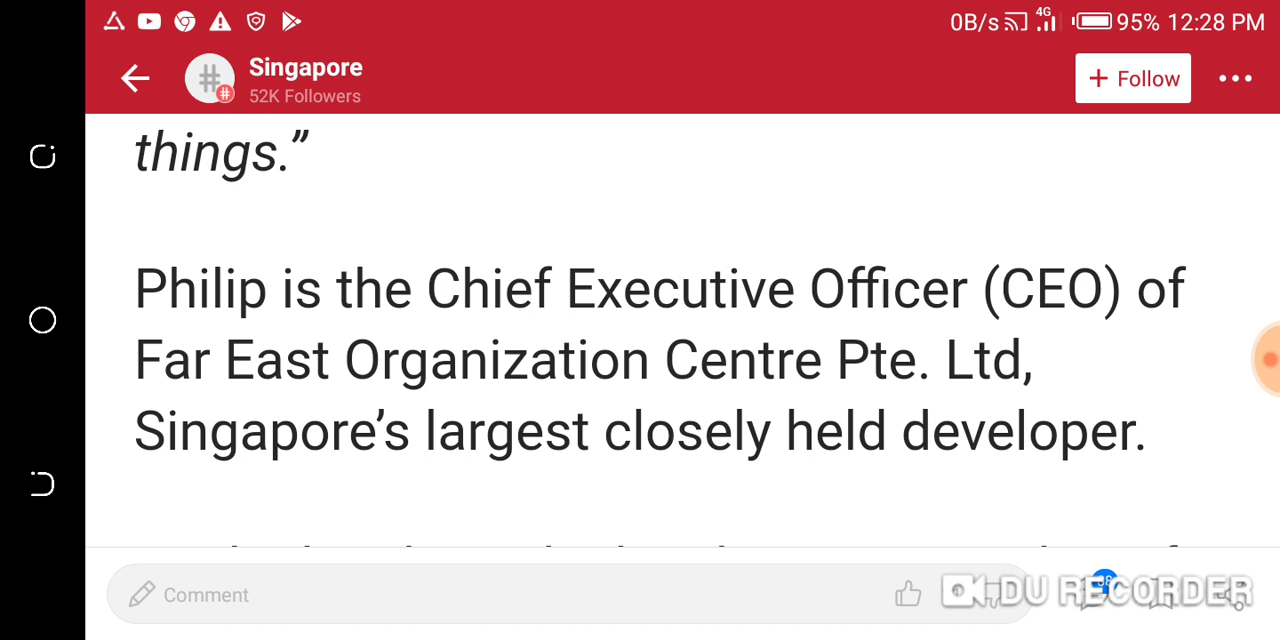 0B/s 4G 95% 12:28 PM
Singapore
52K Followers
+ Follow
things.”
Philip is the Chief Executive Officer (CEO) of
Far East Organization Centre Pte. Ltd,
Singapore’s largest closely held developer.
Comment
DU RECORDER